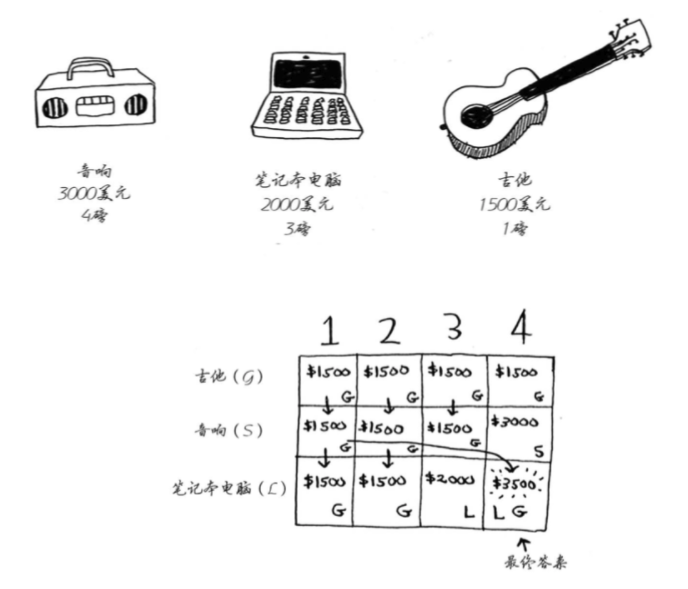 音响
3000美元
4磅
笔记本电脑
2000美元
3磅
吉他
1500美元
1磅
1 2 3 4
吉他(G) $1500 G $1500 G $1500 G $1500 G
音响(S) $1500 G $1500 G $1500 G $3000 S
笔记本电脑(L) $1500 G $1500 G $2000 L $3500 L G
最终答案